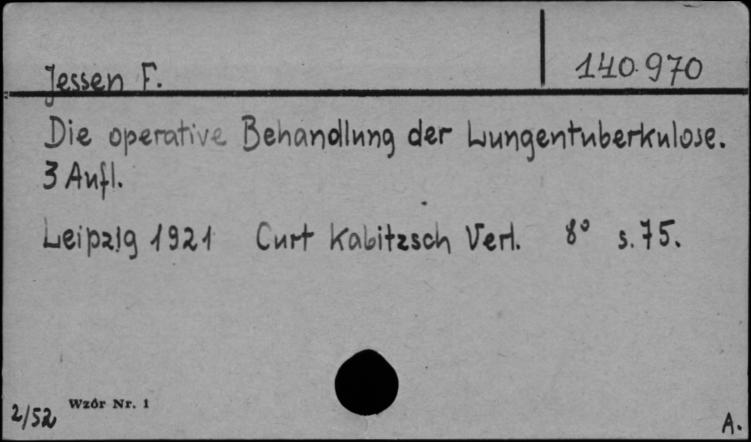 Jessen F.
140.970
Die operative Behandlung der Lungentuberkulose.
3 Aufl.
Leipzig 1921 Curt Kabitzsch Verl. 8° s. 75.
Wzór Nr. 1
2/52
A.